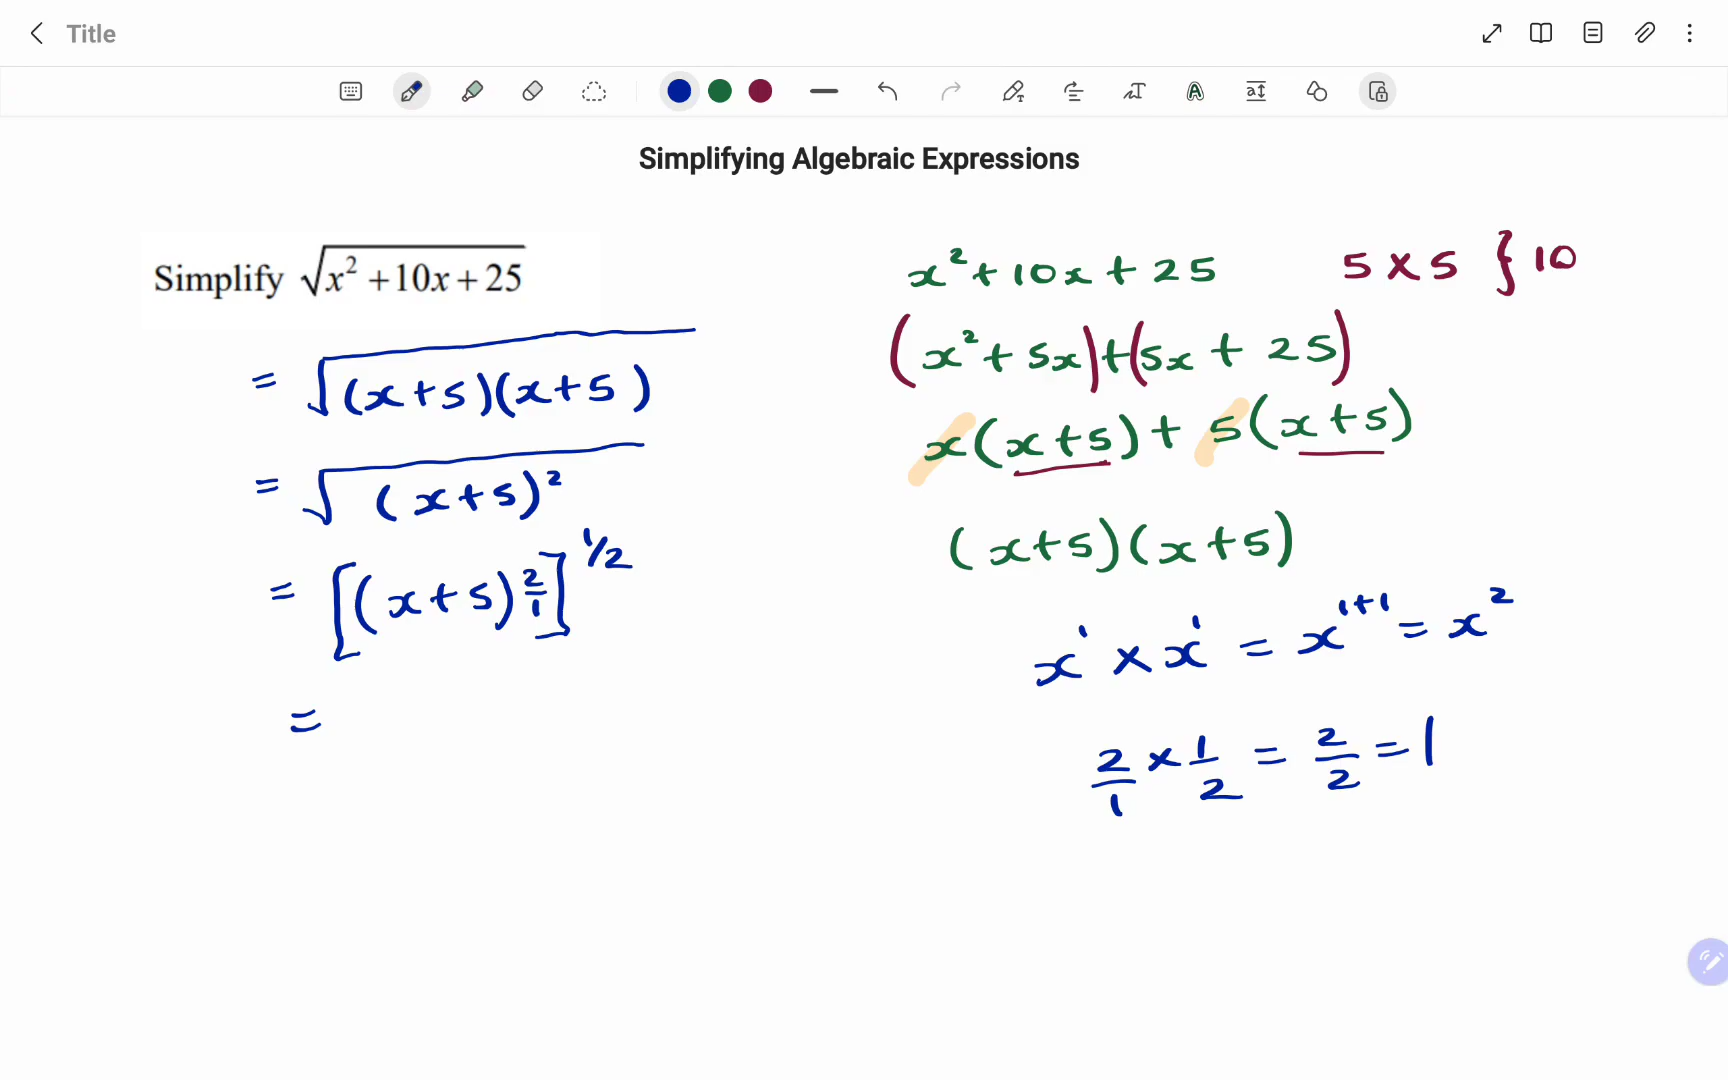 Title
Simplifying Algebraic Expressions
Simplify √(x² + 10x + 25)
= √(x+5)(x+5)
= √(x+5)²
= [(x+5)^2/1]^1/2
=
x² + 10x + 25
5 × 5 } 10
(x² + 5x) + (5x + 25)
x(x+5) + 5(x+5)
(x+5)(x+5)
x¹ × x¹ = x¹⁺¹ = x²
2/1 × 1/2 = 2/2 = 1